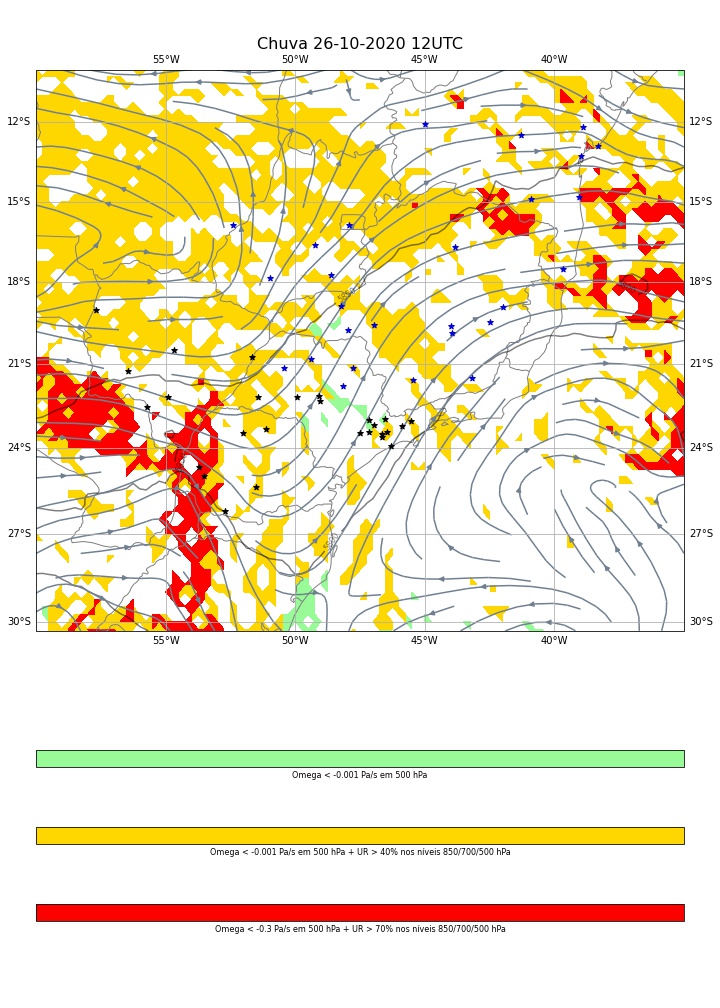 Chuva 26-10-2020 12UTC
55°W 50°W 45°W 40°W
12°S 12°S
15°S 15°S
18°S 18°S
21°S 21°S
24°S 24°S
27°S 27°S
30°S 30°S
55°W 50°W 45°W 40°W
Omega < -0.001 Pa/s em 500 hPa
Omega < -0.001 Pa/s em 500 hPa + UR > 40% nos níveis 850/700/500 hPa
Omega < -0.3 Pa/s em 500 hPa + UR > 70% nos níveis 850/700/500 hPa